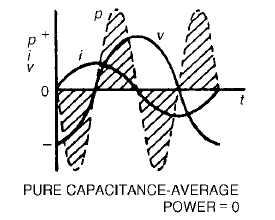 p
v
+
p
i
v
i
0
t
−
PURE CAPACITANCE-AVERAGE
POWER = 0